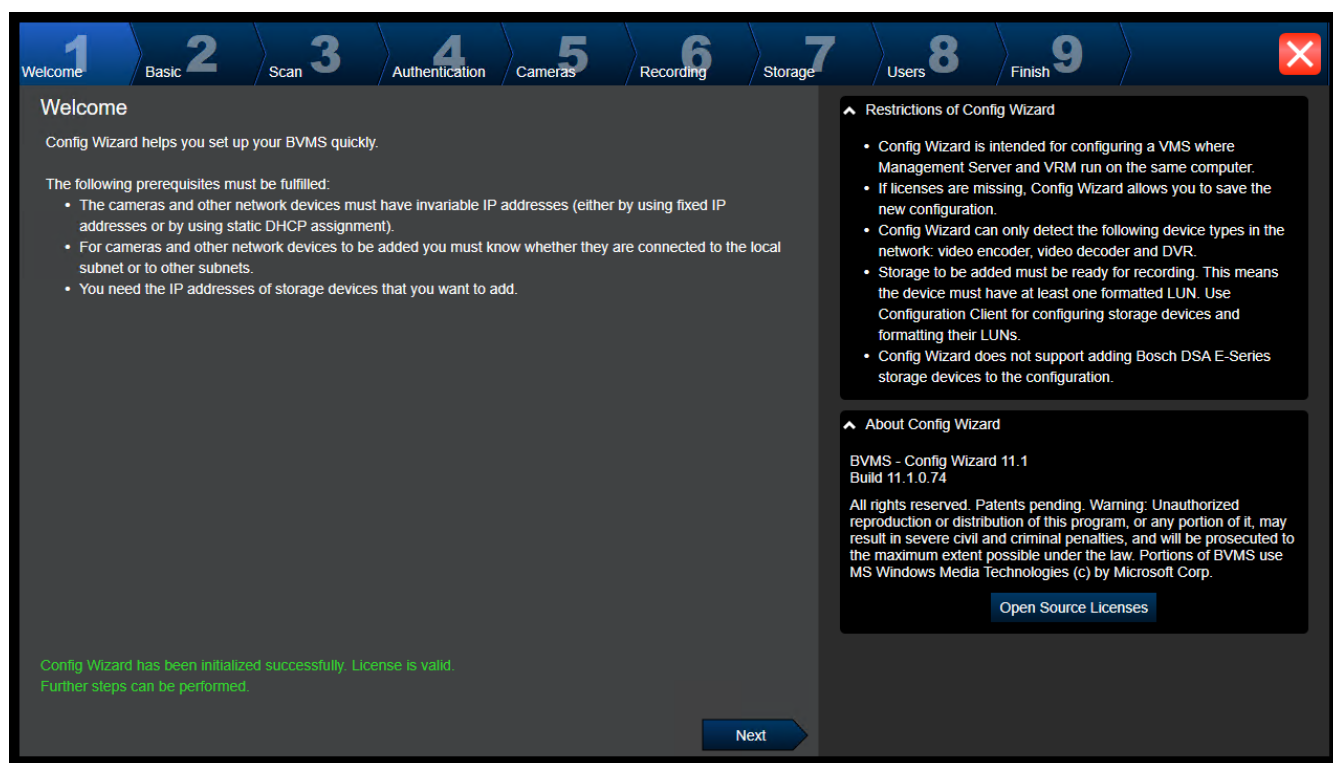 1 2 3 4 5 6 7 8 9
Welcome Basic Scan Authentication Cameras Recording Storage Users Finish
Welcome
Config Wizard helps you set up your BVMS quickly.
The following prerequisites must be fulfilled:
• The cameras and other network devices must have invariable IP addresses (either by using fixed IP
addresses or by using static DHCP assignment).
• For cameras and other network devices to be added you must know whether they are connected to the local
subnet or to other subnets.
• You need the IP addresses of storage devices that you want to add.
Config Wizard has been initialized successfully. License is valid.
Further steps can be performed.
Next
Restrictions of Config Wizard
• Config Wizard is intended for configuring a VMS where
Management Server and VRM run on the same computer.
• If licenses are missing, Config Wizard allows you to save the
new configuration.
• Config Wizard can only detect the following device types in the
network: video encoder, video decoder and DVR.
• Storage to be added must be ready for recording. This means
the device must have at least one formatted LUN. Use
Configuration Client for configuring storage devices and
formatting their LUNs.
• Config Wizard does not support adding Bosch DSA E-Series
storage devices to the configuration.
About Config Wizard
BVMS - Config Wizard 11.1
Build 11.1.0.74
All rights reserved. Patents pending. Warning: Unauthorized
reproduction or distribution of this program, or any portion of it, may
result in severe civil and criminal penalties, and will be prosecuted to
the maximum extent possible under the law. Portions of BVMS use
MS Windows Media Technologies (c) by Microsoft Corp.
Open Source Licenses